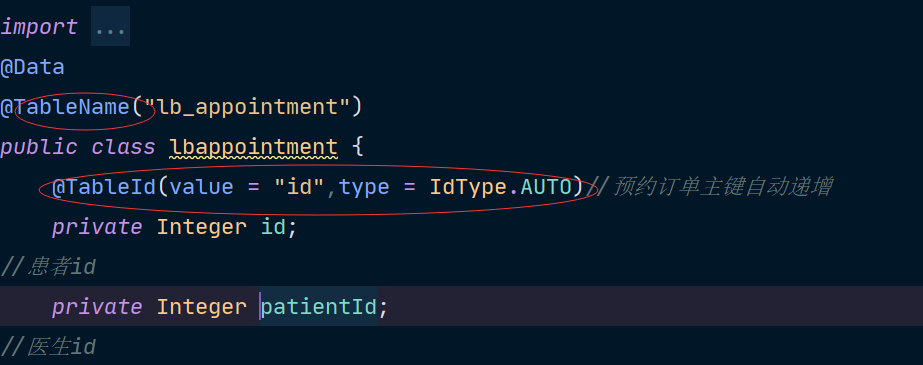 import ...
@Data
@TableName("lb_appointment")
public class lbappointment {
@TableId(value = "id",type = IdType.AUTO)//预约订单主键自动递增
private Integer id;
//患者id
private Integer patientId;
//医生id